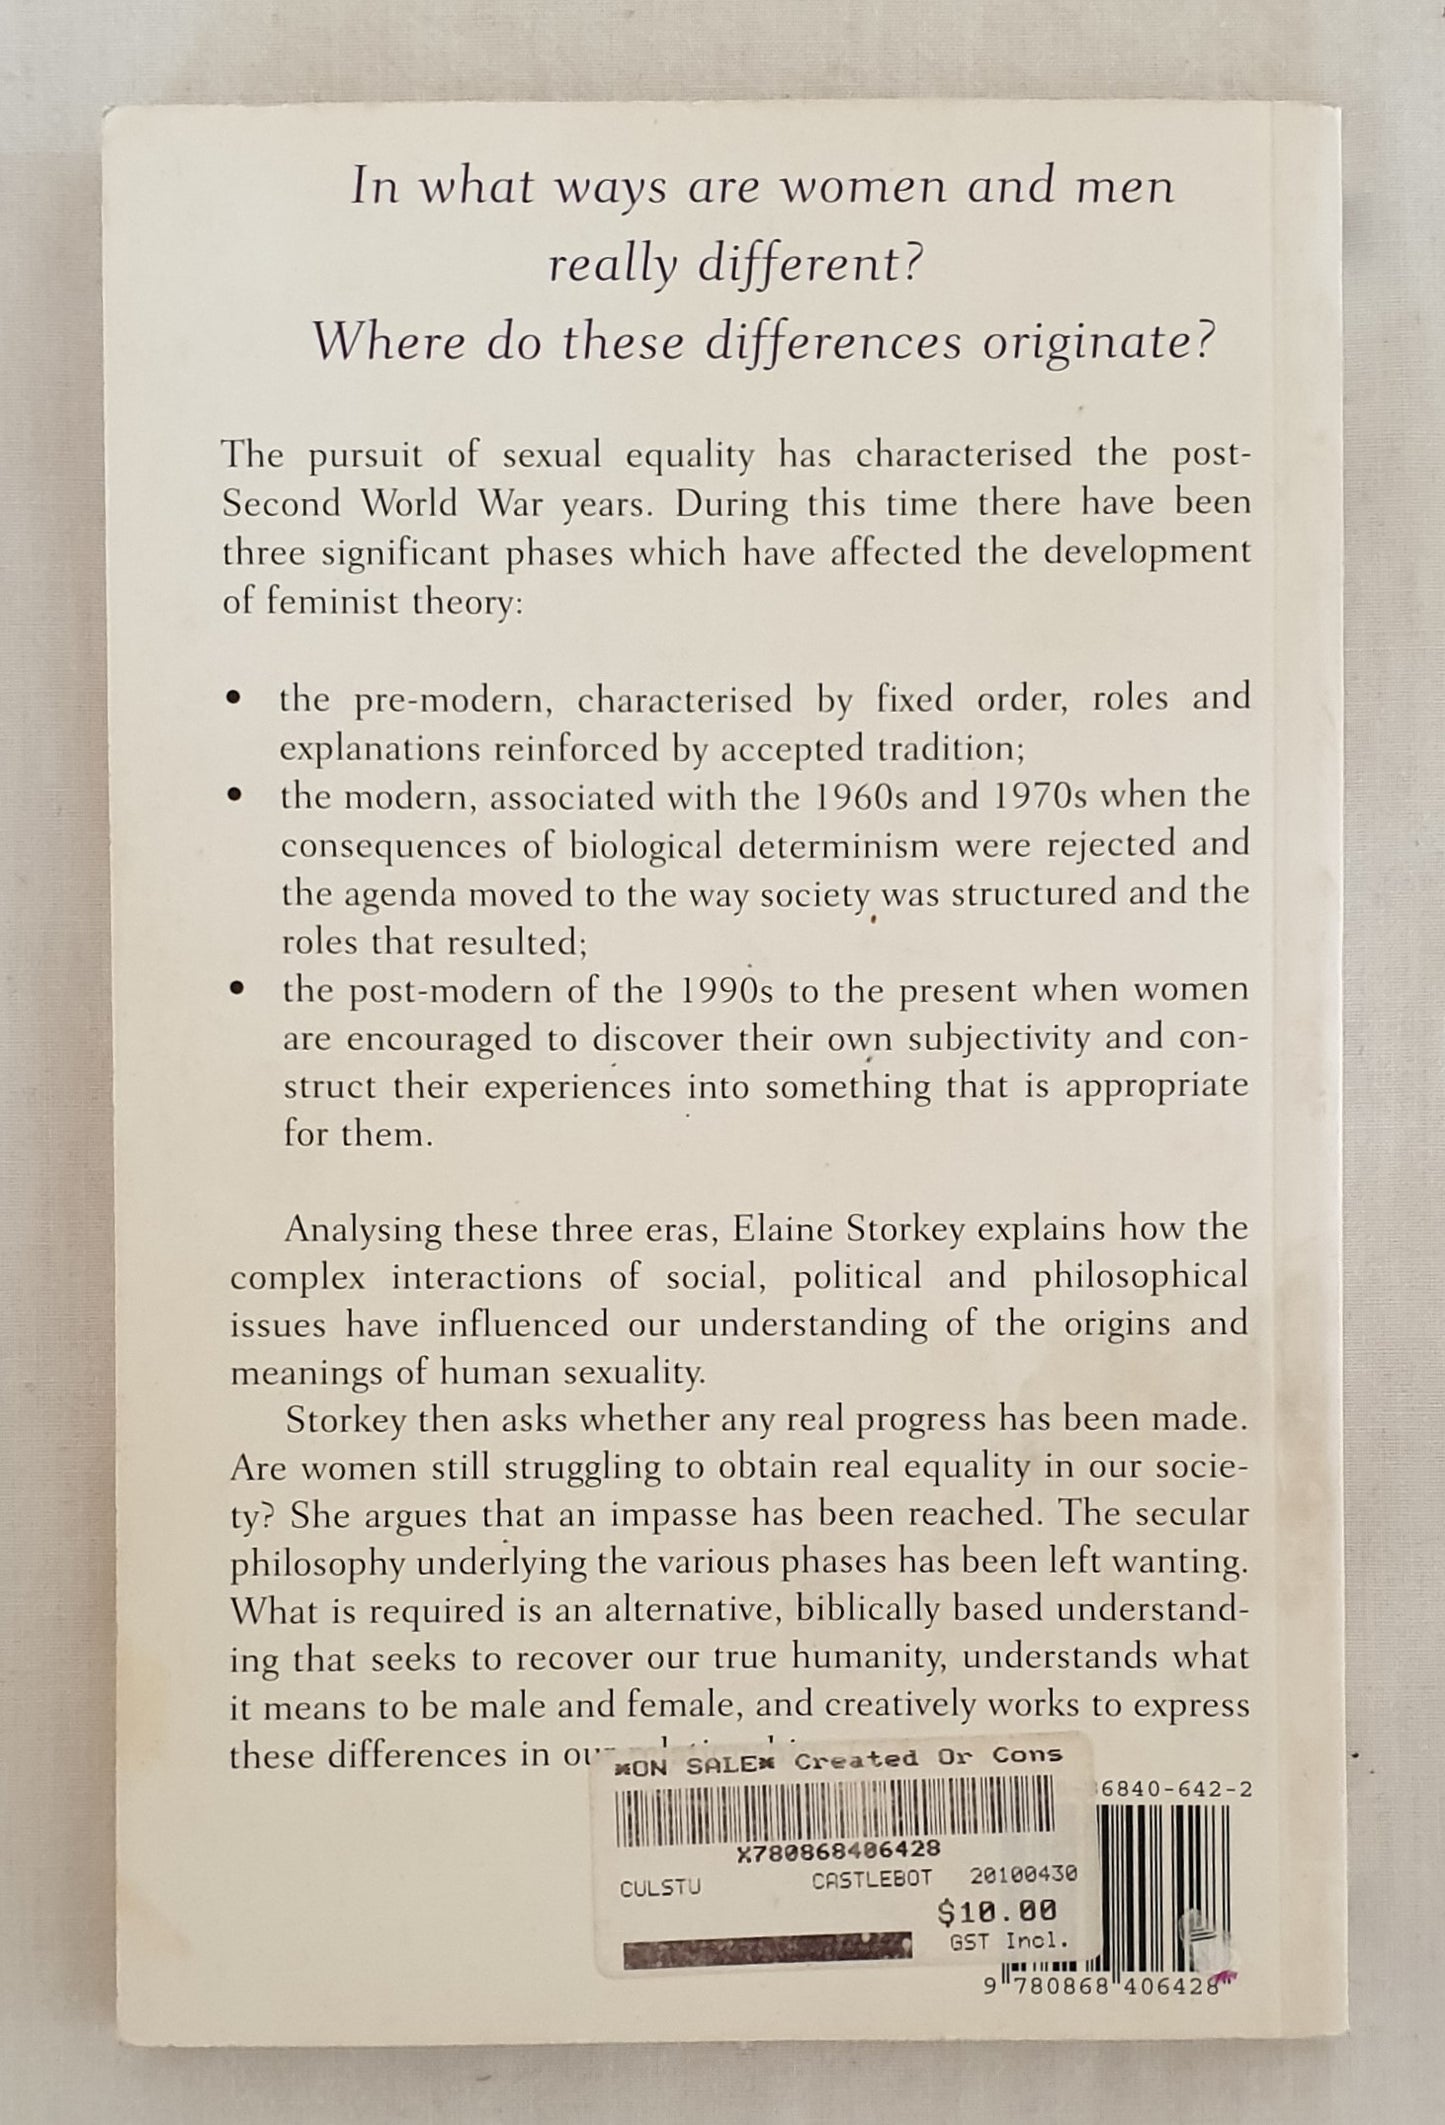 In what ways are women and men
really different?
Where do these differences originate?
The pursuit of sexual equality has characterised the post-
Second World War years. During this time there have been
three significant phases which have affected the development
of feminist theory:
• the pre-modern, characterised by fixed order, roles and
explanations reinforced by accepted tradition;
• the modern, associated with the 1960s and 1970s when the
consequences of biological determinism were rejected and
the agenda moved to the way society was structured and the
roles that resulted;
• the post-modern of the 1990s to the present when women
are encouraged to discover their own subjectivity and con-
struct their experiences into something that is appropriate
for them.
Analysing these three eras, Elaine Storkey explains how the
complex interactions of social, political and philosophical
issues have influenced our understanding of the origins and
meanings of human sexuality.
Storkey then asks whether any real progress has been made.
Are women still struggling to obtain real equality in our socie-
ty? She argues that an impasse has been reached. The secular
philosophy underlying the various phases has been left wanting.
What is required is an alternative, biblically based understand-
ing that seeks to recover our true humanity, understands what
it means to be male and female, and creatively works to express
these differences in our
*ON SALE* Created Or Cons
6840-642-2
X780868406428
CULSTU CASTLEBOT 20100430
$10.00
GST Incl.
9 780868 406428